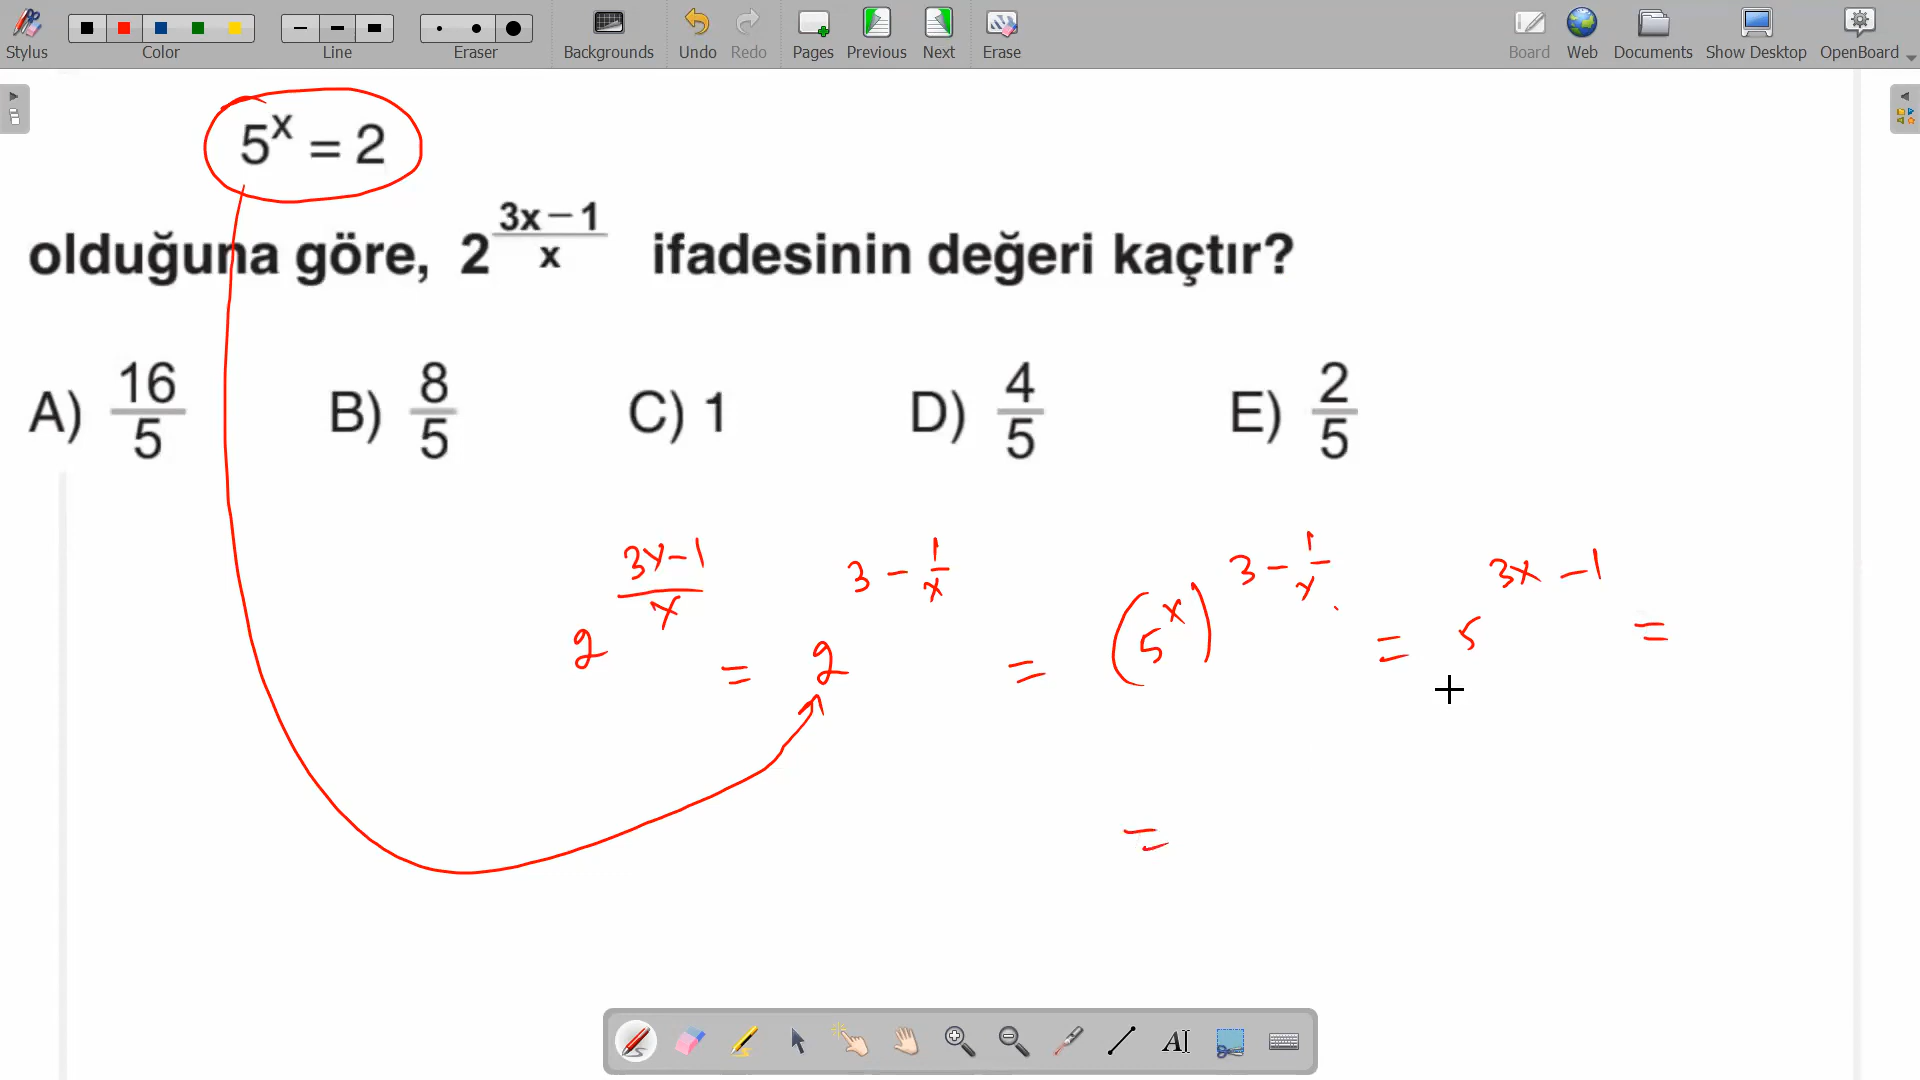 Stylus Color Line Eraser Backgrounds Undo Redo Pages Previous Next Erase Board Web Documents Show Desktop OpenBoard
5^x = 2
olduğuna göre, 2^((3x−1)/x) ifadesinin değeri kaçtır?
A) 16/5 B) 8/5 C) 1 D) 4/5 E) 2/5
2^((3x−1)/x) = 2^(3−1/x) = (5^x)^(3−1/x) = 5^(3x−1) =
=